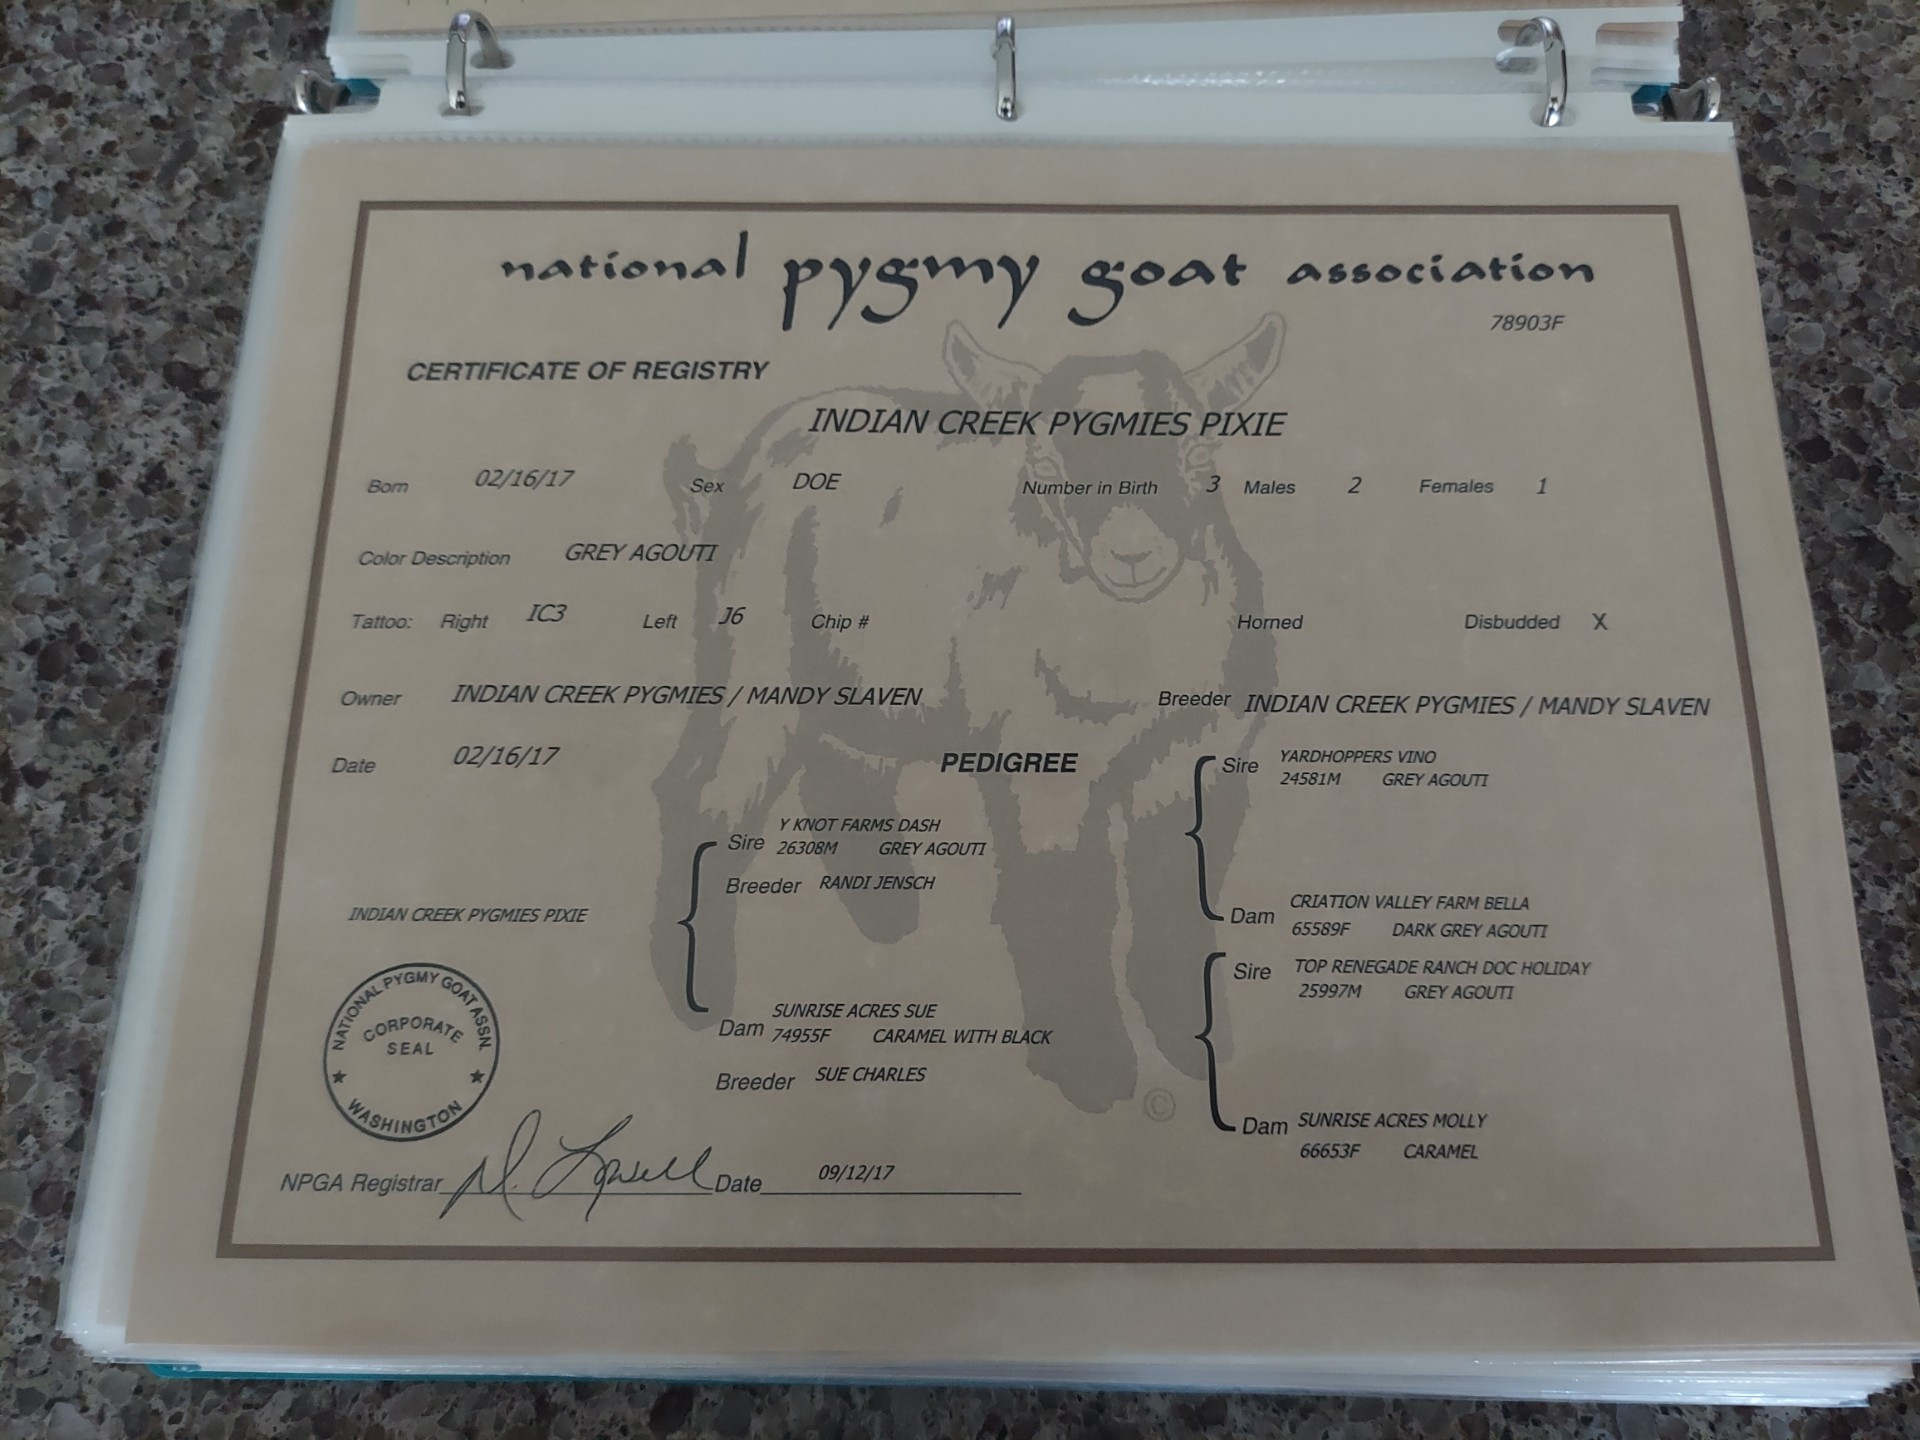 national pygmy goat association
78903F
CERTIFICATE OF REGISTRY
INDIAN CREEK PYGMIES PIXIE
Born 02/16/17 Sex DOE Number in Birth 3 Males 2 Females 1
Color Description GREY AGOUTI
Tattoo: Right IC3 Left J6 Chip # Horned Disbudded X
Owner INDIAN CREEK PYGMIES / MANDY SLAVEN Breeder INDIAN CREEK PYGMIES / MANDY SLAVEN
Date 02/16/17 PEDIGREE
Sire YARDHOPPERS VINO
24581M GREY AGOUTI
Sire Y KNOT FARMS DASH
26308M GREY AGOUTI
Breeder RANDI JENSCH
Dam CRIATION VALLEY FARM BELLA
65589F DARK GREY AGOUTI
INDIAN CREEK PYGMIES PIXIE
Sire TOP RENEGADE RANCH DOC HOLIDAY
25997M GREY AGOUTI
Dam SUNRISE ACRES SUE
74955F CARAMEL WITH BLACK
Breeder SUE CHARLES
Dam SUNRISE ACRES MOLLY
66653F CARAMEL
NATIONAL PYGMY GOAT ASSN.
CORPORATE
SEAL
WASHINGTON
©
NPGA Registrar D. Lowell Date 09/12/17